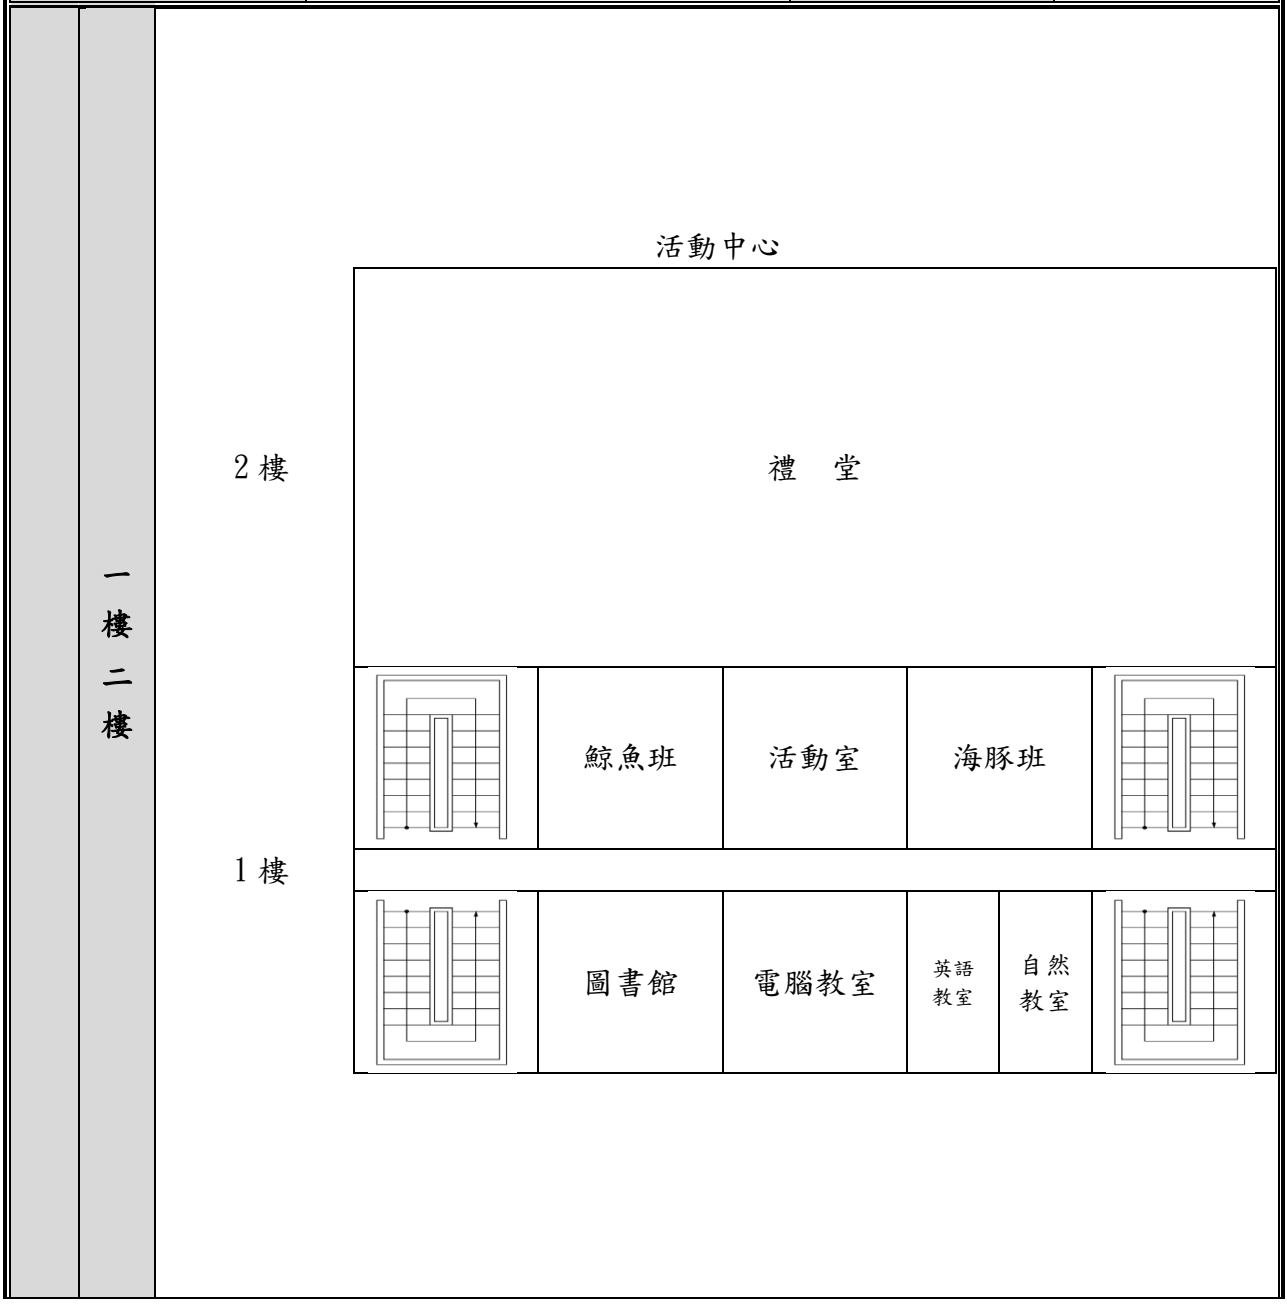 一
樓
二
樓
活動中心
2樓
禮 堂
1樓
鯨魚班
活動室
海豚班
圖書館
電腦教室
英語
教室
自然
教室